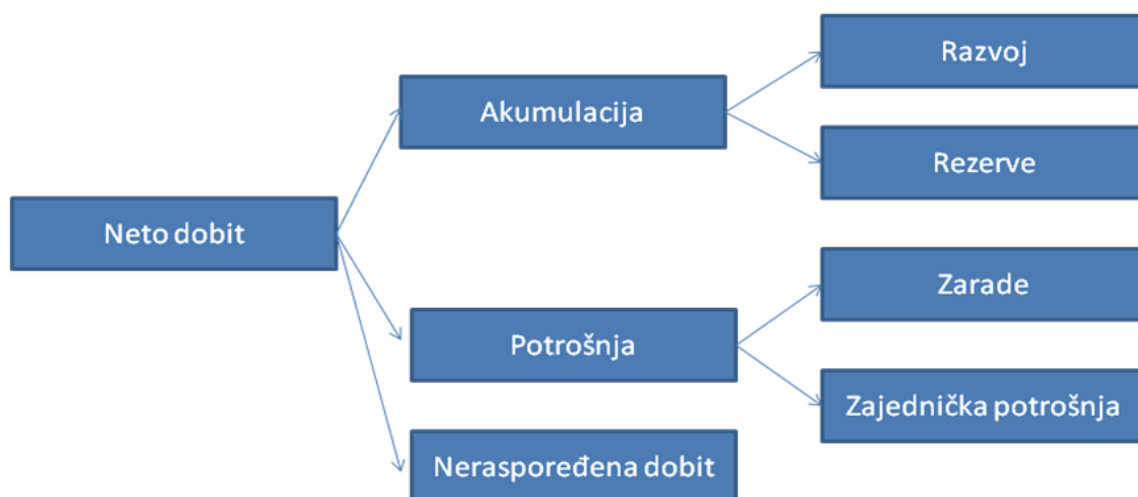 Neto dobit
Akumulacija
Razvoj
Rezerve
Potrošnja
Zarade
Zajednička potrošnja
Neraspoređena dobit